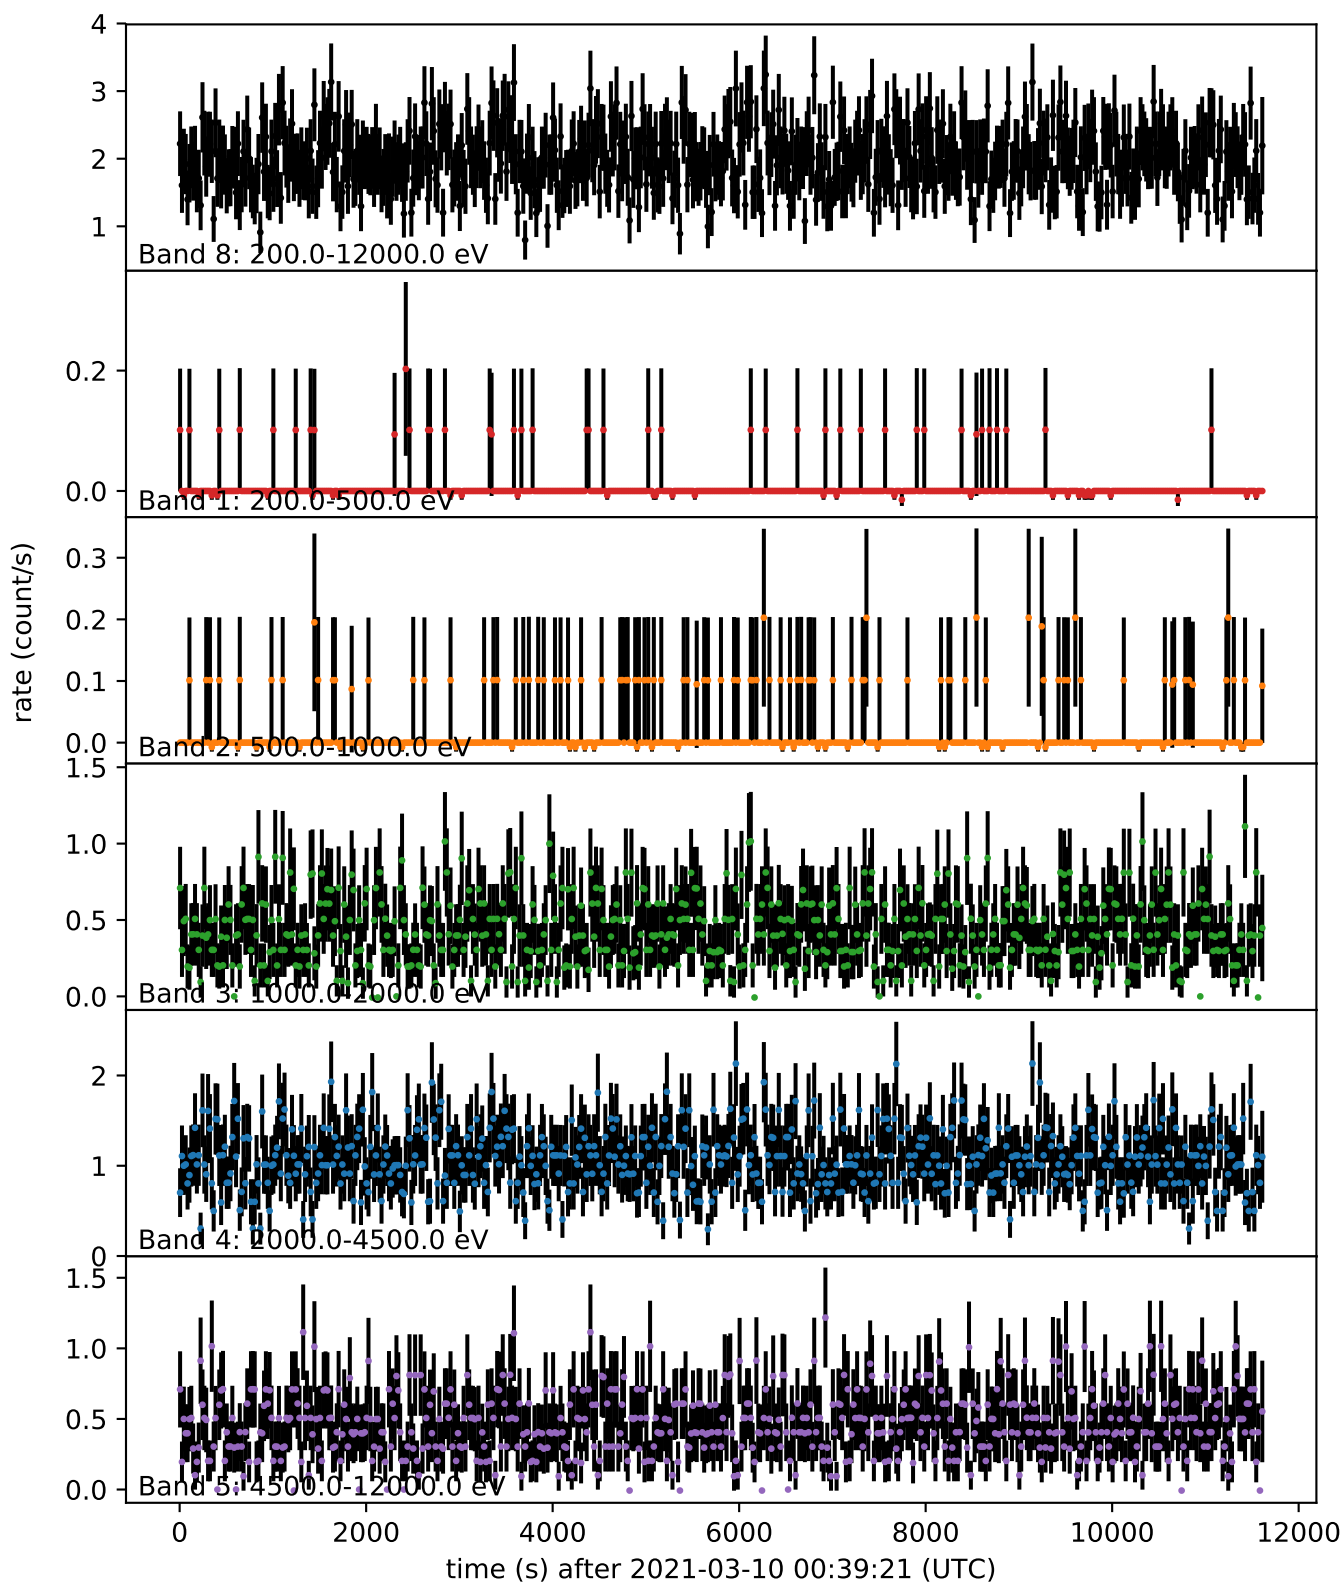 4
3
2
1
Band 8: 200.0-12000.0 eV
0.2
0.0
Band 1: 200.0-500.0 eV
rate (count/s)
0.3
0.2
0.1
0.0
Band 2: 500.0-1000.0 eV
1.5
1.0
0.5
0.0
Band 3: 1000.0-2000.0 eV
2
1
0
Band 4: 2000.0-4500.0 eV
1.5
1.0
0.5
0.0
Band 5: 4500.0-12000.0 eV
0 2000 4000 6000 8000 10000 12000
time (s) after 2021-03-10 00:39:21 (UTC)